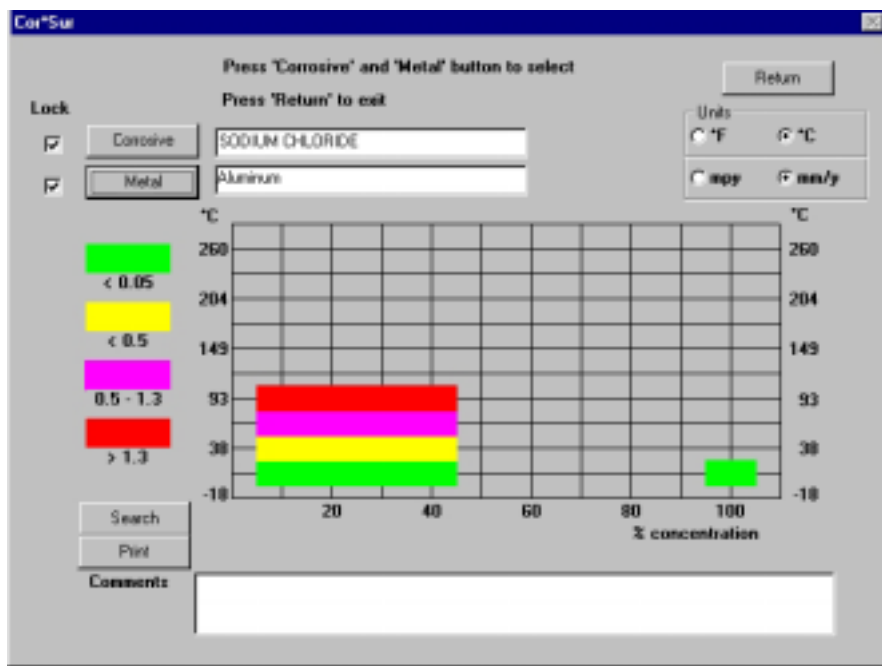 Cor*Sur
Press 'Corrosive' and 'Metal' button to select
Return
Press 'Return' to exit
Lock
Units
°F
°C
Corrosive
SODIUM CHLORIDE
mpy
mm/y
Metal
Aluminum
°C
°C
260
260
< 0.05
204
204
< 0.5
149
149
0.5 - 1.3
93
93
> 1.3
38
38
-18
-18
20
40
60
80
100
% concentration
Search
Print
Comments